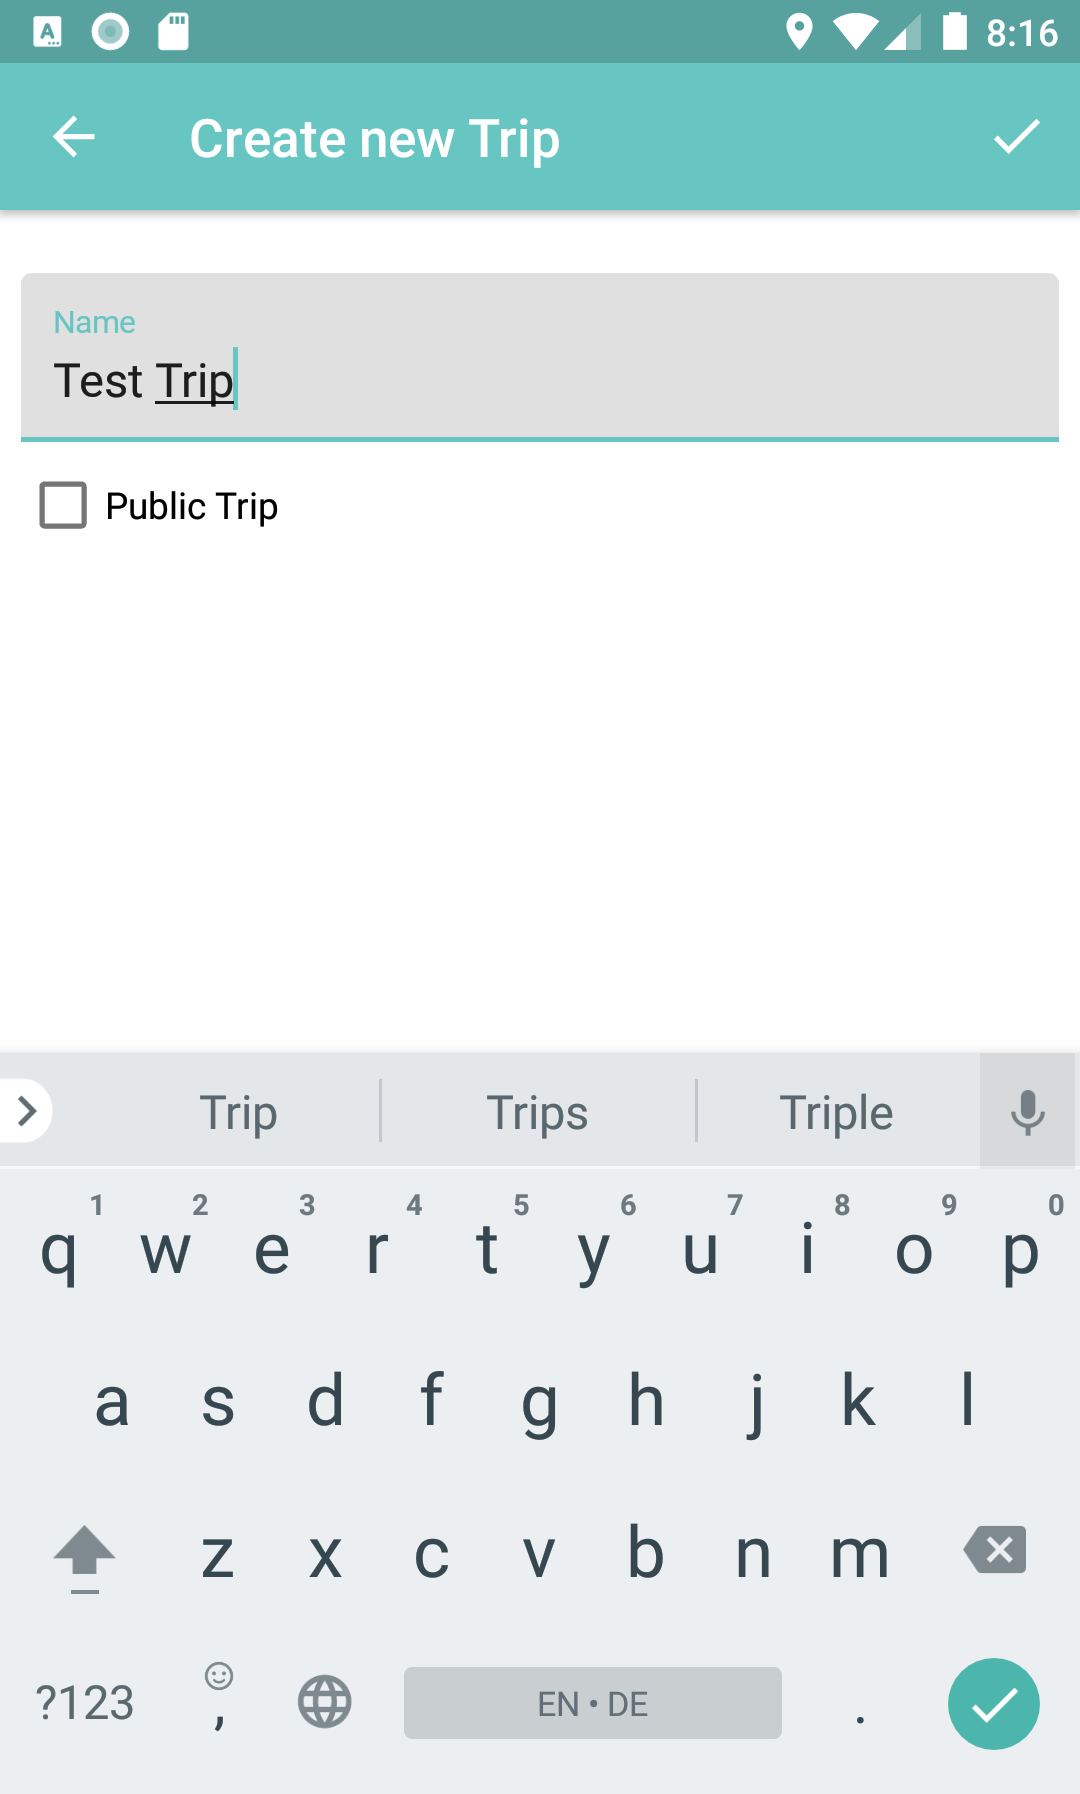 8:16
Create new Trip
Name
Test Trip
Public Trip
Trip Trips Triple
1 2 3 4 5 6 7 8 9 0
q w e r t y u i o p
a s d f g h j k l
z x c v b n m
?123 , EN • DE .